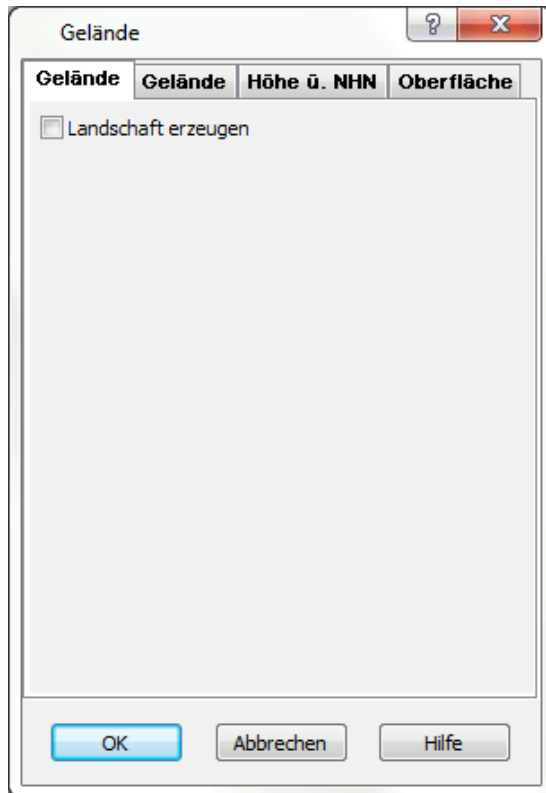 Gelände
Gelände Gelände Höhe ü. NHN Oberfläche
Landschaft erzeugen
OK Abbrechen Hilfe